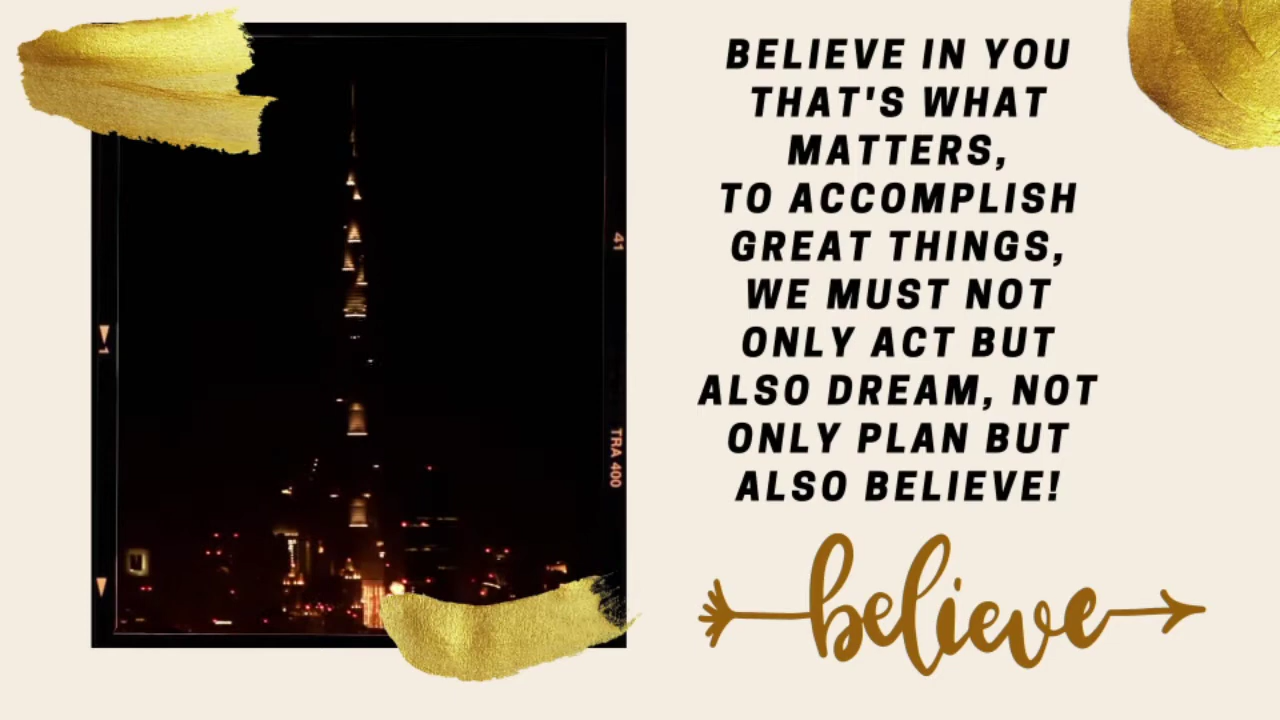 BELIEVE IN YOU
THAT'S WHAT
MATTERS,
TO ACCOMPLISH
GREAT THINGS,
WE MUST NOT
ONLY ACT BUT
ALSO DREAM, NOT
ONLY PLAN BUT
ALSO BELIEVE!
believe
41
TRA 400